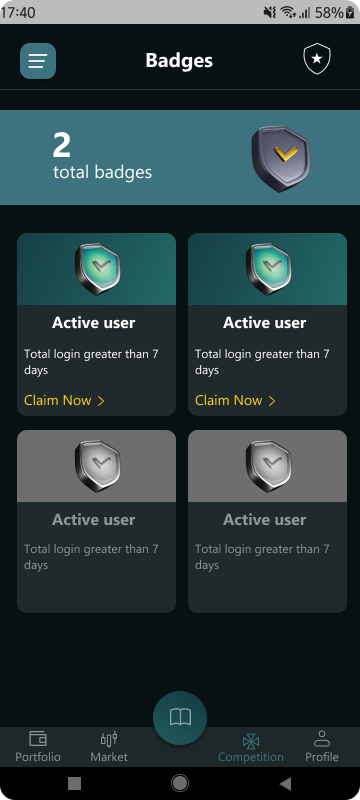 17:40 58%
Badges
2
total badges
Active user Active user
Total login greater than 7 Total login greater than 7
days days
Claim Now Claim Now
Active user Active user
Total login greater than 7 Total login greater than 7
days days
Portfolio Market Competition Profile